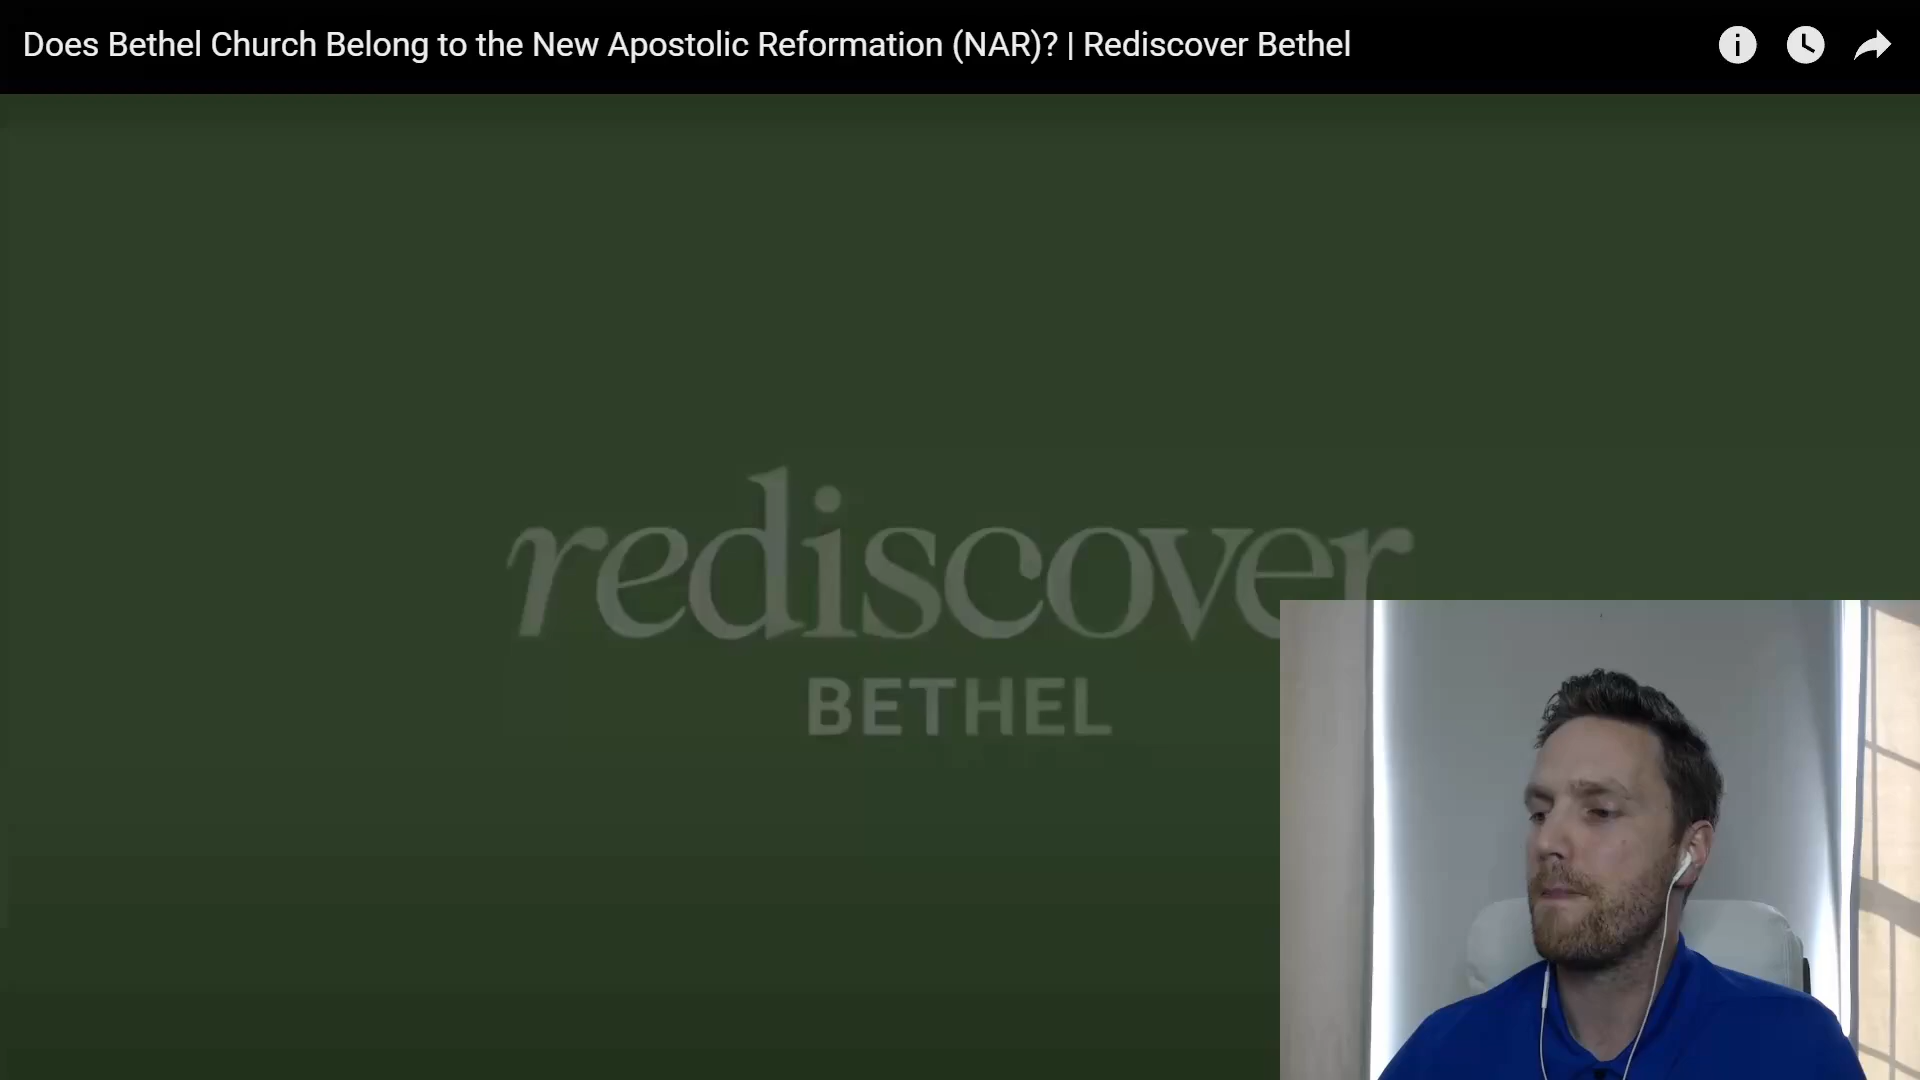 Does Bethel Church Belong to the New Apostolic Reformation (NAR)? | Rediscover Bethel
rediscover
BETHEL